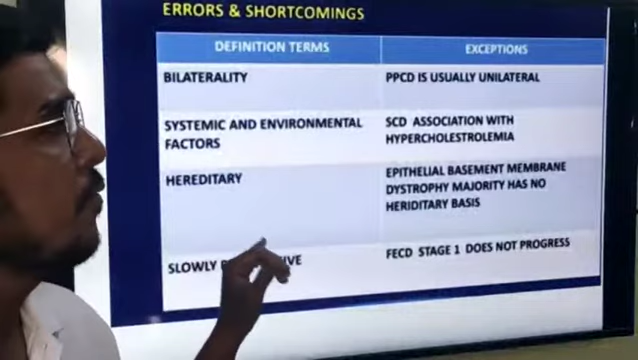 ERRORS & SHORTCOMINGS
DEFINITION TERMS
EXCEPTIONS
BILATERALITY
PPCD IS USUALLY UNILATERAL
SYSTEMIC AND ENVIRONMENTAL
FACTORS
SCD ASSOCIATION WITH
HYPERCHOLESTROLEMIA
HEREDITARY
EPITHELIAL BASEMENT MEMBRANE
DYSTROPHY MAJORITY HAS NO
HERIDITARY BASIS
SLOWLY
FECD STAGE 1 DOES NOT PROGRESS